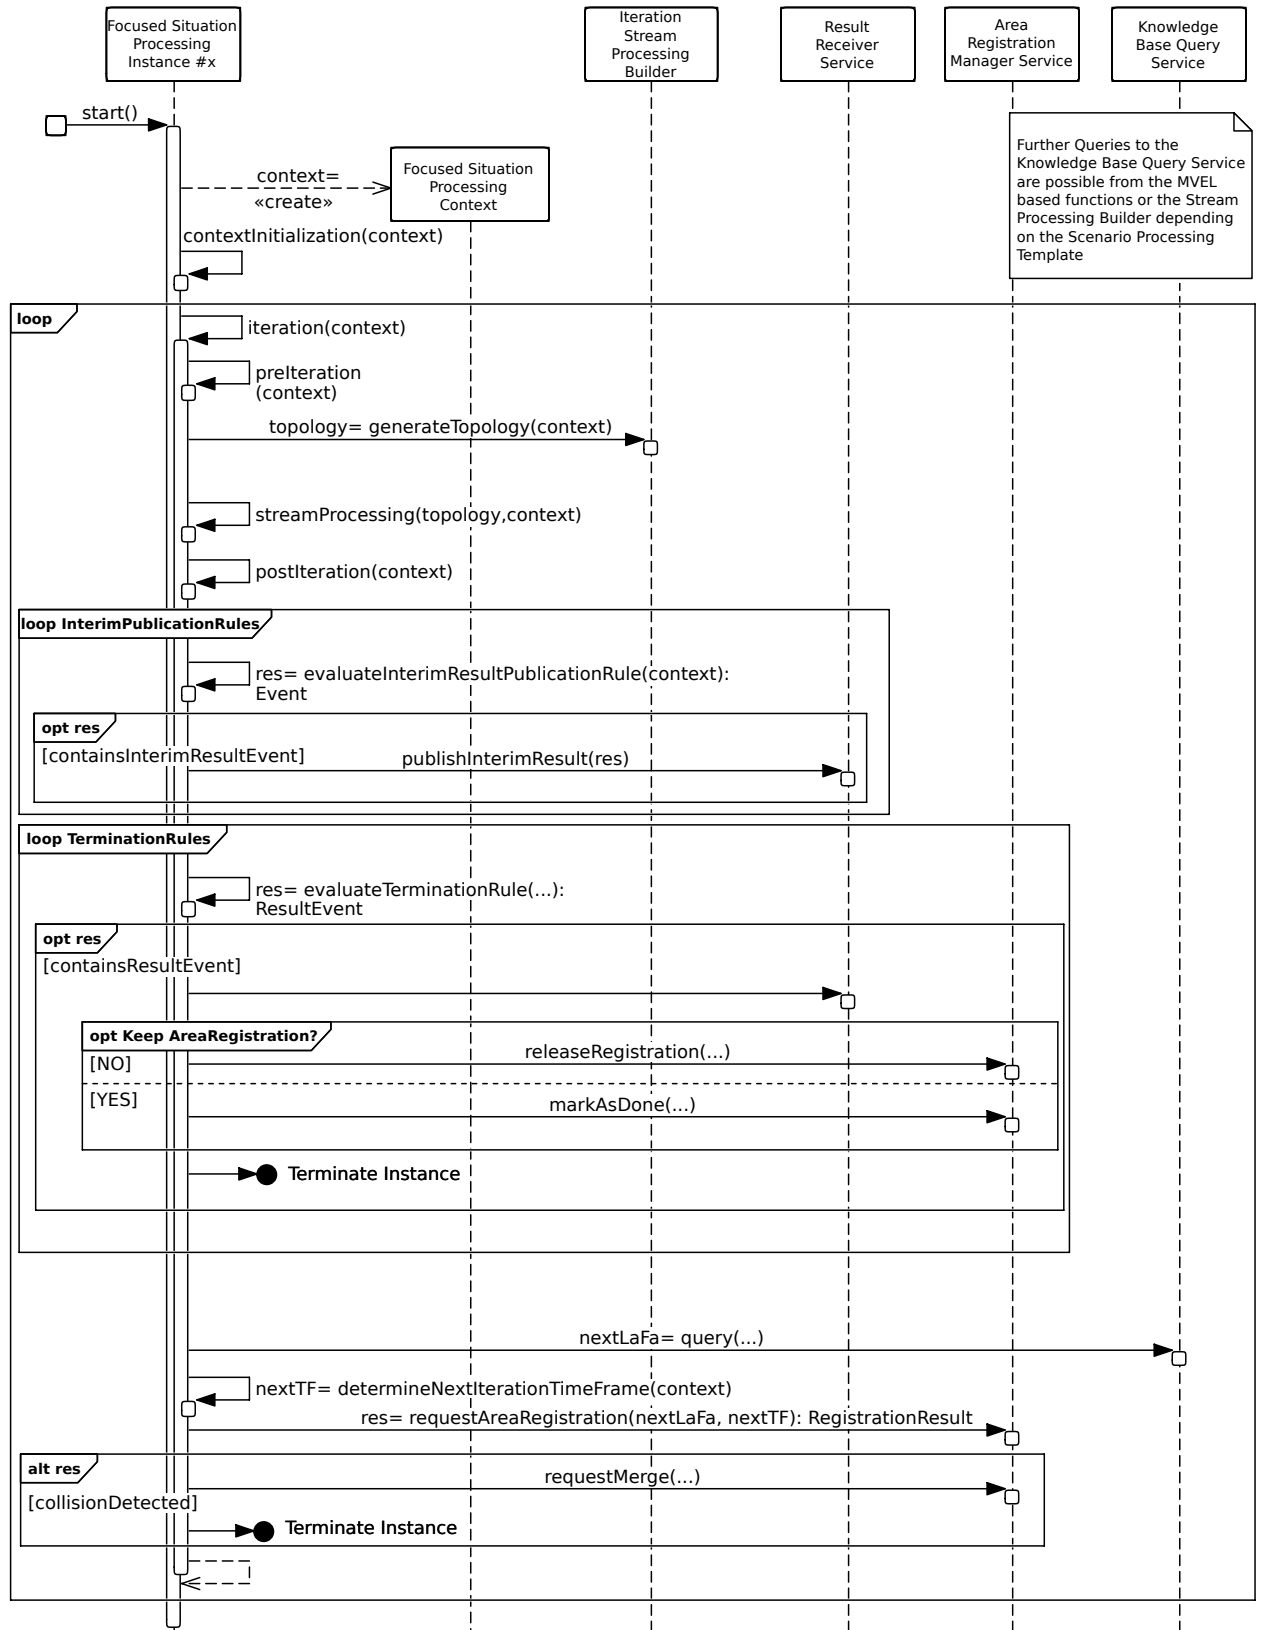 Focused Situation
Processing
Instance #x
Iteration
Stream
Processing
Builder
Result
Receiver
Service
Area
Registration
Manager Service
Knowledge
Base Query
Service
start()
Further Queries to the
Knowledge Base Query Service
are possible from the MVEL
based functions or the Stream
Processing Builder depending
on the Scenario Processing
Template
context=
«create»
Focused Situation
Processing
Context
contextInitialization(context)
loop
iteration(context)
preIteration
(context)
topology= generateTopology(context)
streamProcessing(topology,context)
postIteration(context)
loop InterimPublicationRules
res= evaluateInterimResultPublicationRule(context):
Event
opt res
[containsInterimResultEvent]
publishInterimResult(res)
loop TerminationRules
res= evaluateTerminationRule(...):
ResultEvent
opt res
[containsResultEvent]
opt Keep AreaRegistration?
[NO]
releaseRegistration(...)
[YES]
markAsDone(...)
Terminate Instance
nextLaFa= query(...)
nextTF= determineNextIterationTimeFrame(context)
res= requestAreaRegistration(nextLaFa, nextTF): RegistrationResult
alt res
requestMerge(...)
[collisionDetected]
Terminate Instance